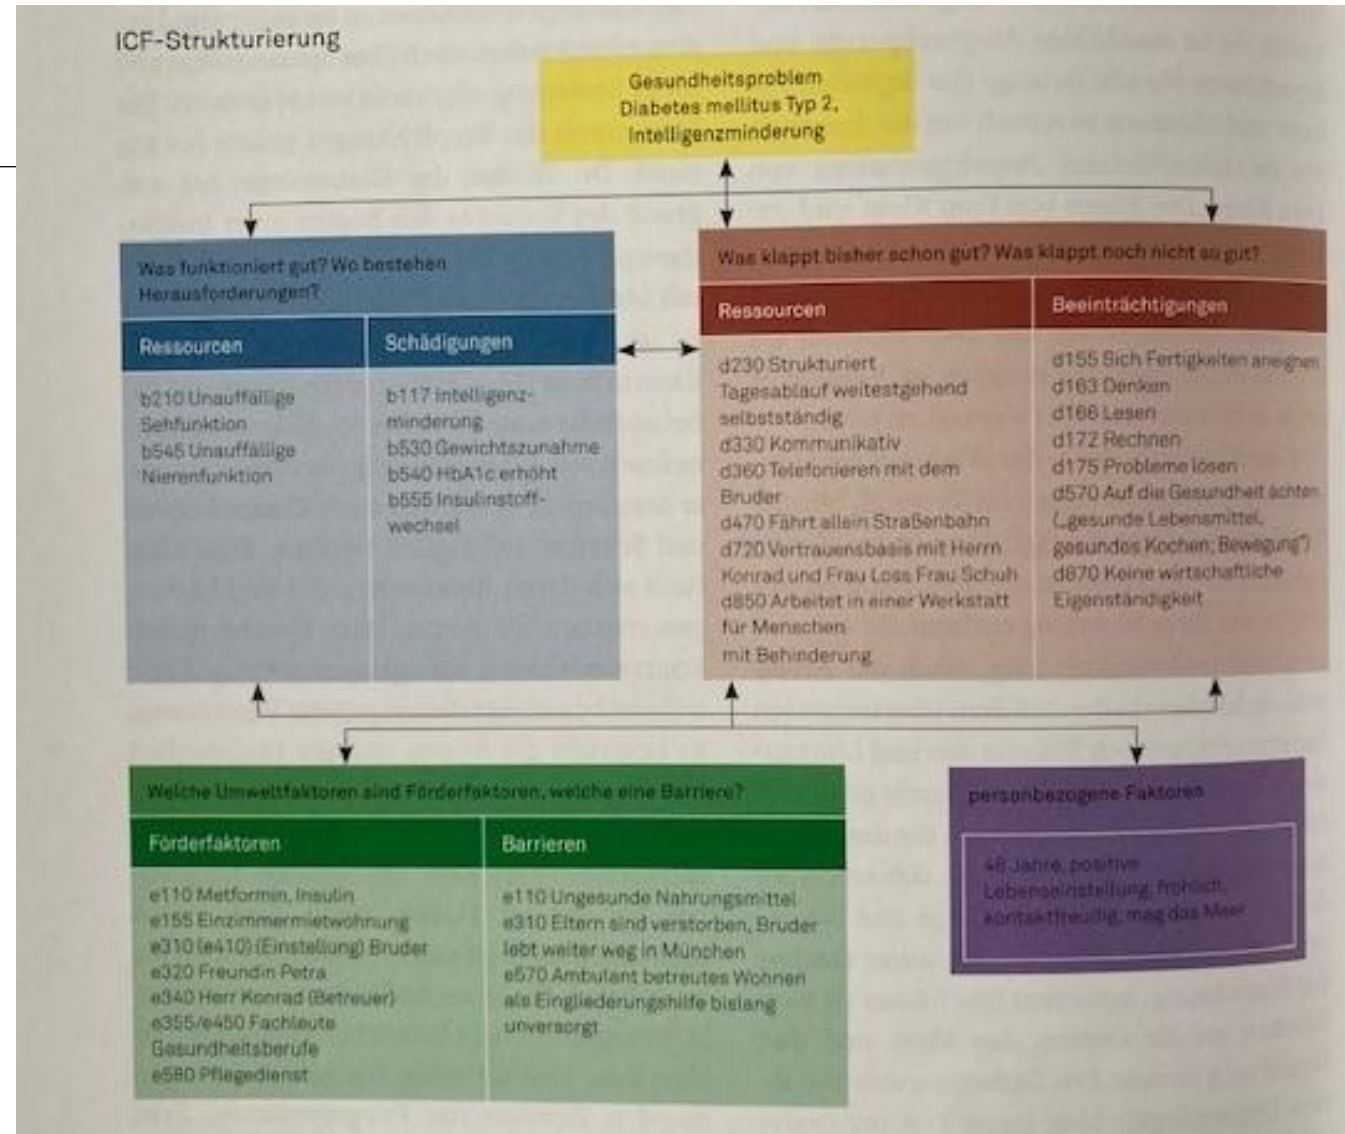 ICF-Strukturierung
Gesundheitsproblem
Diabetes mellitus Typ 2,
Intelligenzminderung
Was funktioniert gut? Wo bestehen
Herausforderungen?
Ressourcen
b210 Unauffällige
Sehfunktion
b545 Unauffällige
Nierenfunktion
Schädigungen
b117 Intelligenz-
minderung
b530 Gewichtszunahme
b540 HbA1c erhöht
b555 Insulinstoff-
wechsel
Was klappt bisher schon gut? Was klappt noch nicht so gut?
Ressourcen
d230 Strukturiert
Tagesablauf weitestgehend
selbstständig
d330 Kommunikativ
d360 Telefonieren mit dem
Bruder
d470 Fährt allein Straßenbahn
d720 Vertrauensbasis mit Herrn
Konrad und Frau Loss Frau Schuh
d850 Arbeitet in einer Werkstatt
für Menschen
mit Behinderung
Beeinträchtigungen
d155 Sich Fertigkeiten aneignen
d163 Denken
d166 Lesen
d172 Rechnen
d175 Probleme lösen
d570 Auf die Gesundheit achten
(„gesunde Lebensmittel,
gesundes Kochen; Bewegung")
d870 Keine wirtschaftliche
Eigenständigkeit
Welche Umweltfaktoren sind Förderfaktoren, welche eine Barriere?
Förderfaktoren
e110 Metformin, Insulin
e155 Einzimmermietwohnung
e310 (e410) (Einstellung) Bruder
e320 Freundin Petra
e340 Herr Konrad (Betreuer)
e355/e450 Fachleute
Gesundheitsberufe
e580 Pflegedienst
Barrieren
e110 Ungesunde Nahrungsmittel
e310 Eltern sind verstorben, Bruder
lebt weiter weg in München
e570 Ambulant betreutes Wohnen
als Eingliederungshilfe bislang
unversorgt
personbezogene Faktoren
48 Jahre, positive
Lebenseinstellung, fröhlich,
kontaktfreudig, mag das Meer